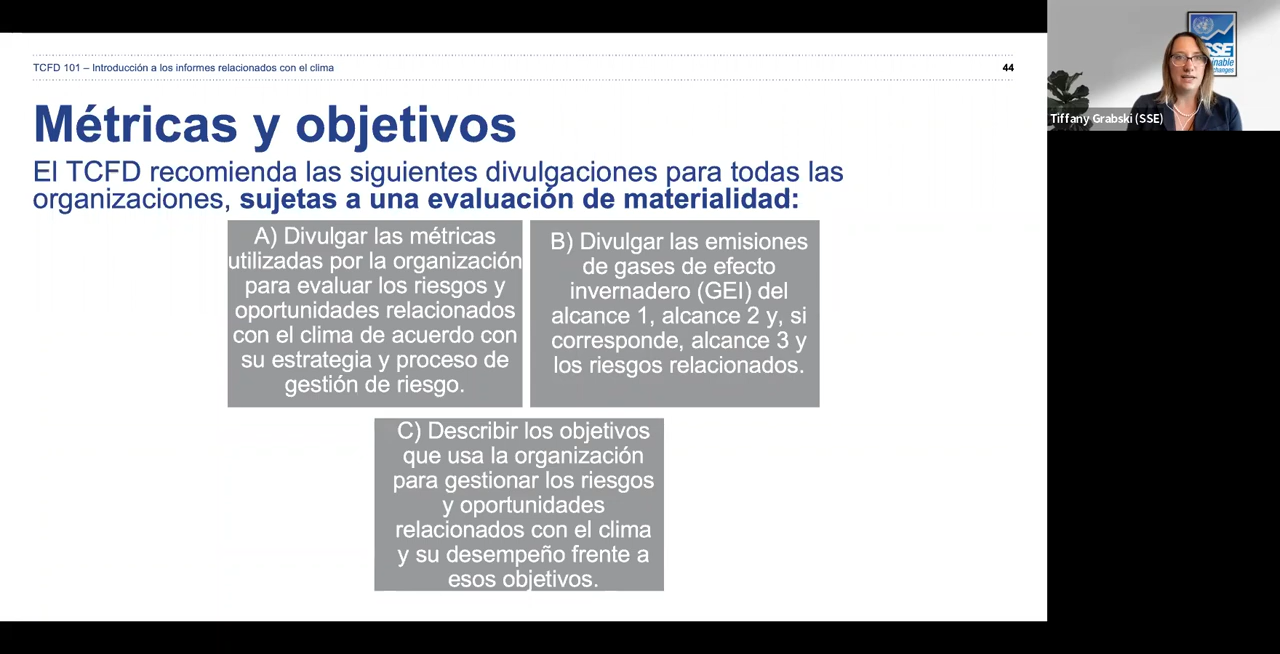 TCFD 101 – Introducción a los informes relacionados con el clima
44
Métricas y objetivos
El TCFD recomienda las siguientes divulgaciones para todas las
organizaciones, sujetas a una evaluación de materialidad:
A) Divulgar las métricas
utilizadas por la organización
para evaluar los riesgos y
oportunidades relacionados
con el clima de acuerdo con
su estrategia y proceso de
gestión de riesgo.
B) Divulgar las emisiones
de gases de efecto
invernadero (GEI) del
alcance 1, alcance 2 y, si
corresponde, alcance 3 y
los riesgos relacionados.
C) Describir los objetivos
que usa la organización
para gestionar los riesgos
y oportunidades
relacionados con el clima
y su desempeño frente a
esos objetivos.
SSE
inable
changes
Tiffany Grabski (SSE)